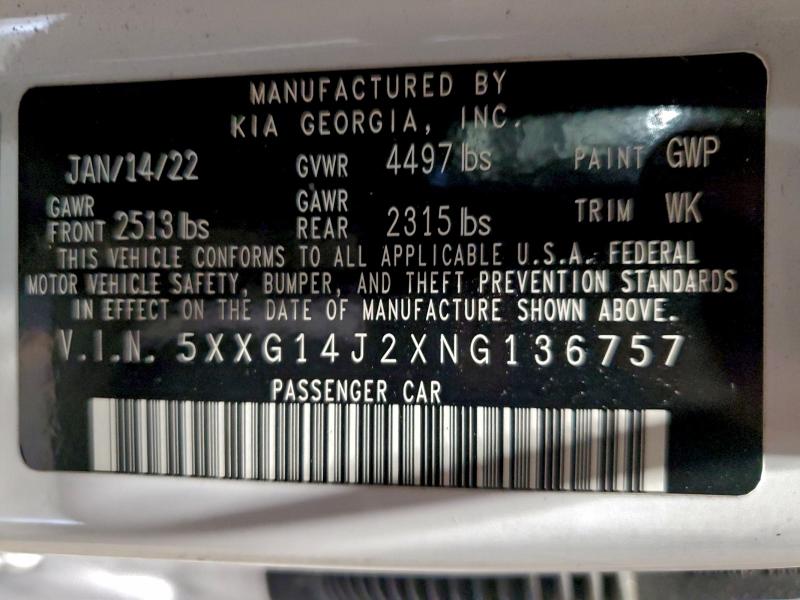 MANUFACTURED BY
KIA GEORGIA, INC.
JAN/14/22 GVWR 4497 lbs PAINT GWP
GAWR FRONT 2513 lbs GAWR REAR 2315 lbs TRIM WK
THIS VEHICLE CONFORMS TO ALL APPLICABLE U.S.A. FEDERAL
MOTOR VEHICLE SAFETY, BUMPER, AND THEFT PREVENTION STANDARDS
IN EFFECT ON THE DATE OF MANUFACTURE SHOWN ABOVE.
V.I.N. 5XXG14J2XNG136757
PASSENGER CAR